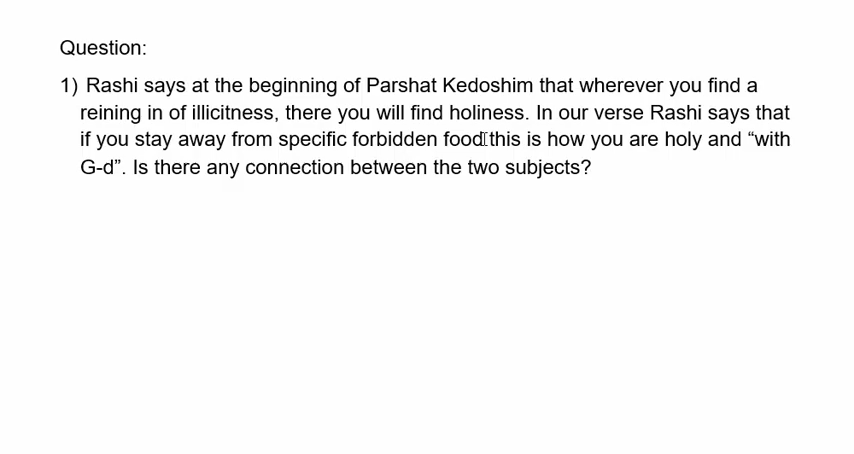 Question:
1) Rashi says at the beginning of Parshat Kedoshim that wherever you find a
reining in of illicitness, there you will find holiness. In our verse Rashi says that
if you stay away from specific forbidden food this is how you are holy and “with
G-d”. Is there any connection between the two subjects?